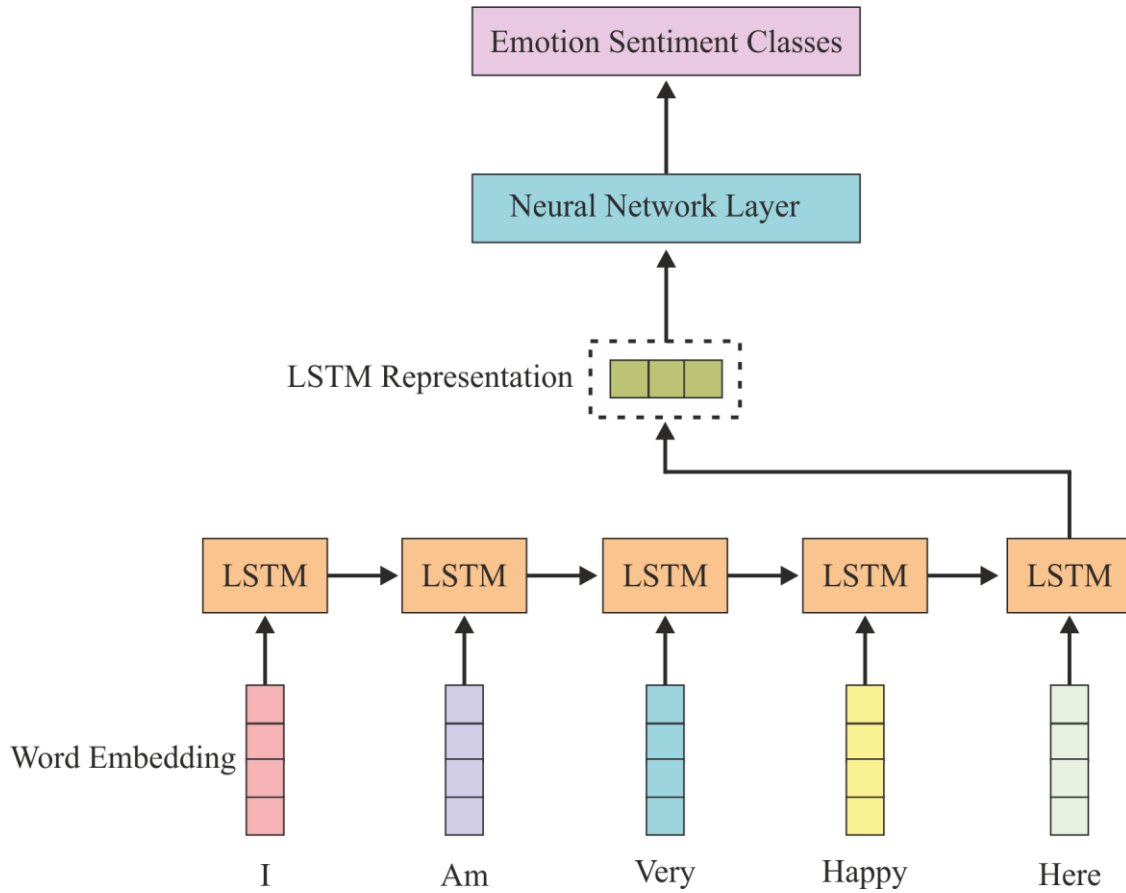 Emotion Sentiment Classes
Neural Network Layer
LSTM Representation
LSTM LSTM LSTM LSTM LSTM
Word Embedding
I Am Very Happy Here